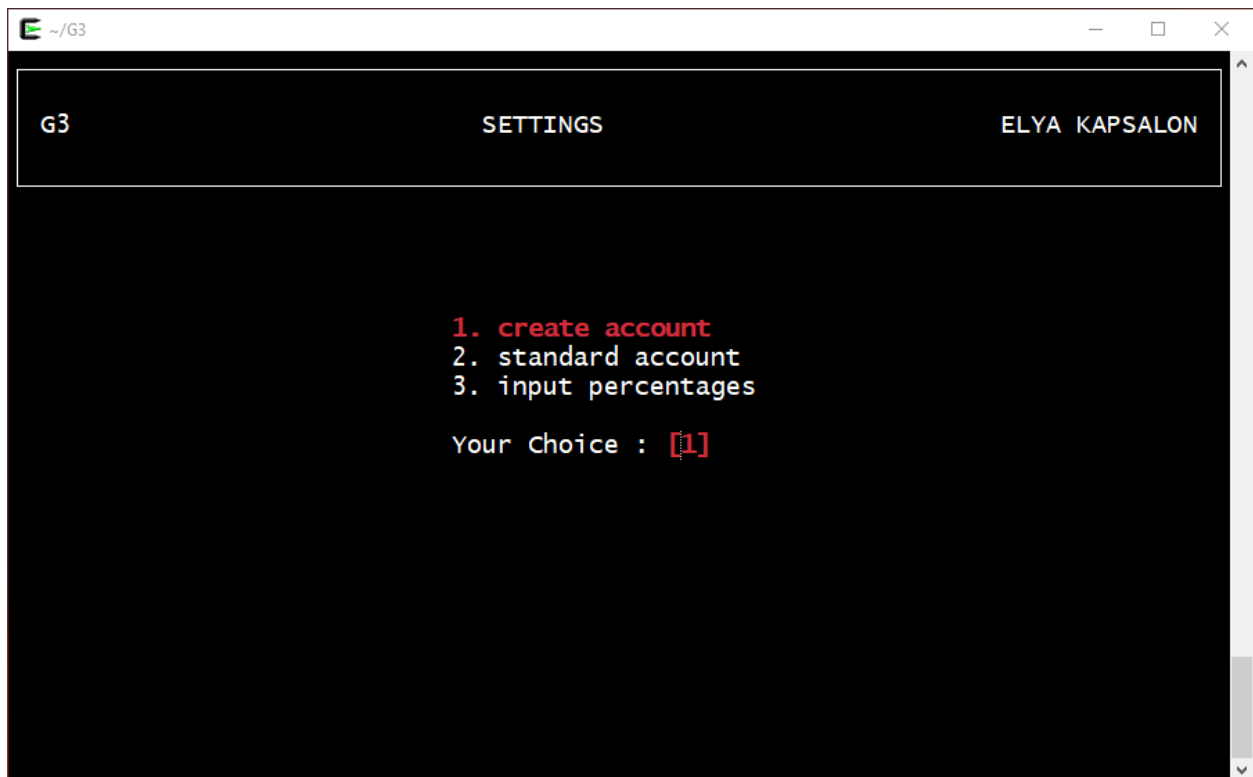 ~/G3
G3 SETTINGS ELYA KAPSALON
1. create account
2. standard account
3. input percentages
Your Choice : [1]